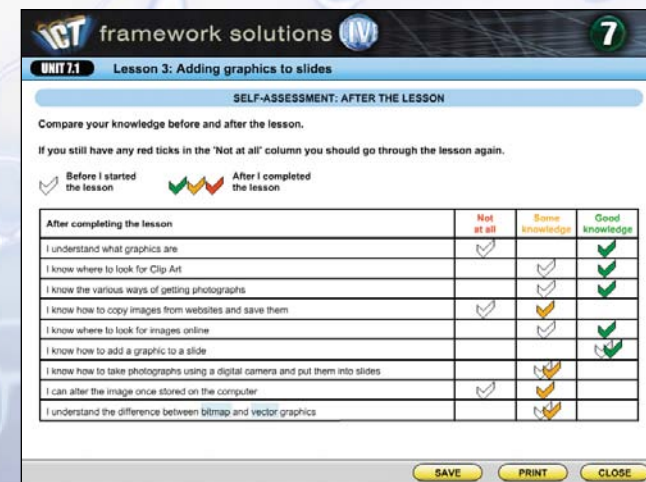 ICT framework solutions 7
UNIT 7.1 Lesson 3: Adding graphics to slides
SELF-ASSESSMENT: AFTER THE LESSON
Compare your knowledge before and after the lesson.
If you still have any red ticks in the 'Not at all' column you should go through the lesson again.
Before I started
the lesson
After I completed
the lesson
After completing the lesson
Not
at all
Some
knowledge
Good
knowledge
I understand what graphics are
I know where to look for Clip Art
I know the various ways of getting photographs
I know how to copy images from websites and save them
I know where to look for images online
I know how to add a graphic to a slide
I know how to take photographs using a digital camera and put them into slides
I can alter the image once stored on the computer
I understand the difference between bitmap and vector graphics
SAVE PRINT CLOSE